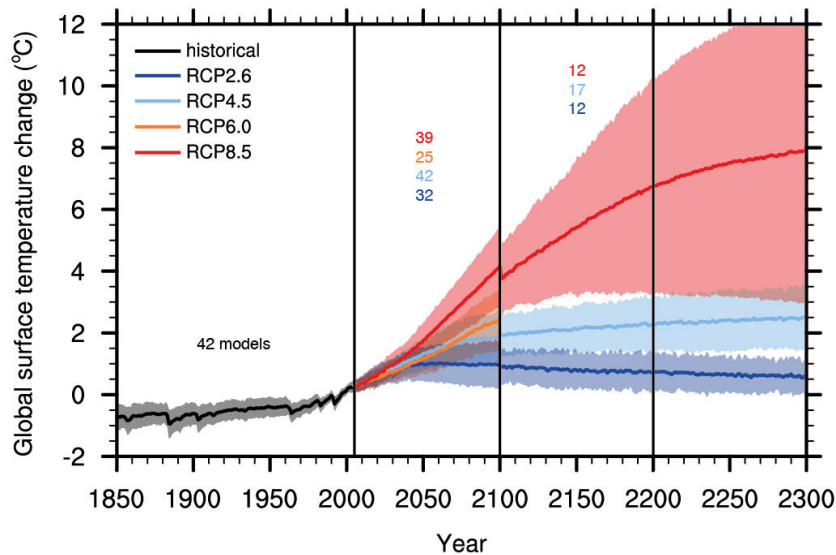 Global surface temperature change (ºC)
12
10
8
6
4
2
0
-2
historical
RCP2.6
RCP4.5
RCP6.0
RCP8.5
42 models
39
25
42
32
12
17
12
1850 1900 1950 2000 2050 2100 2150 2200 2250 2300
Year